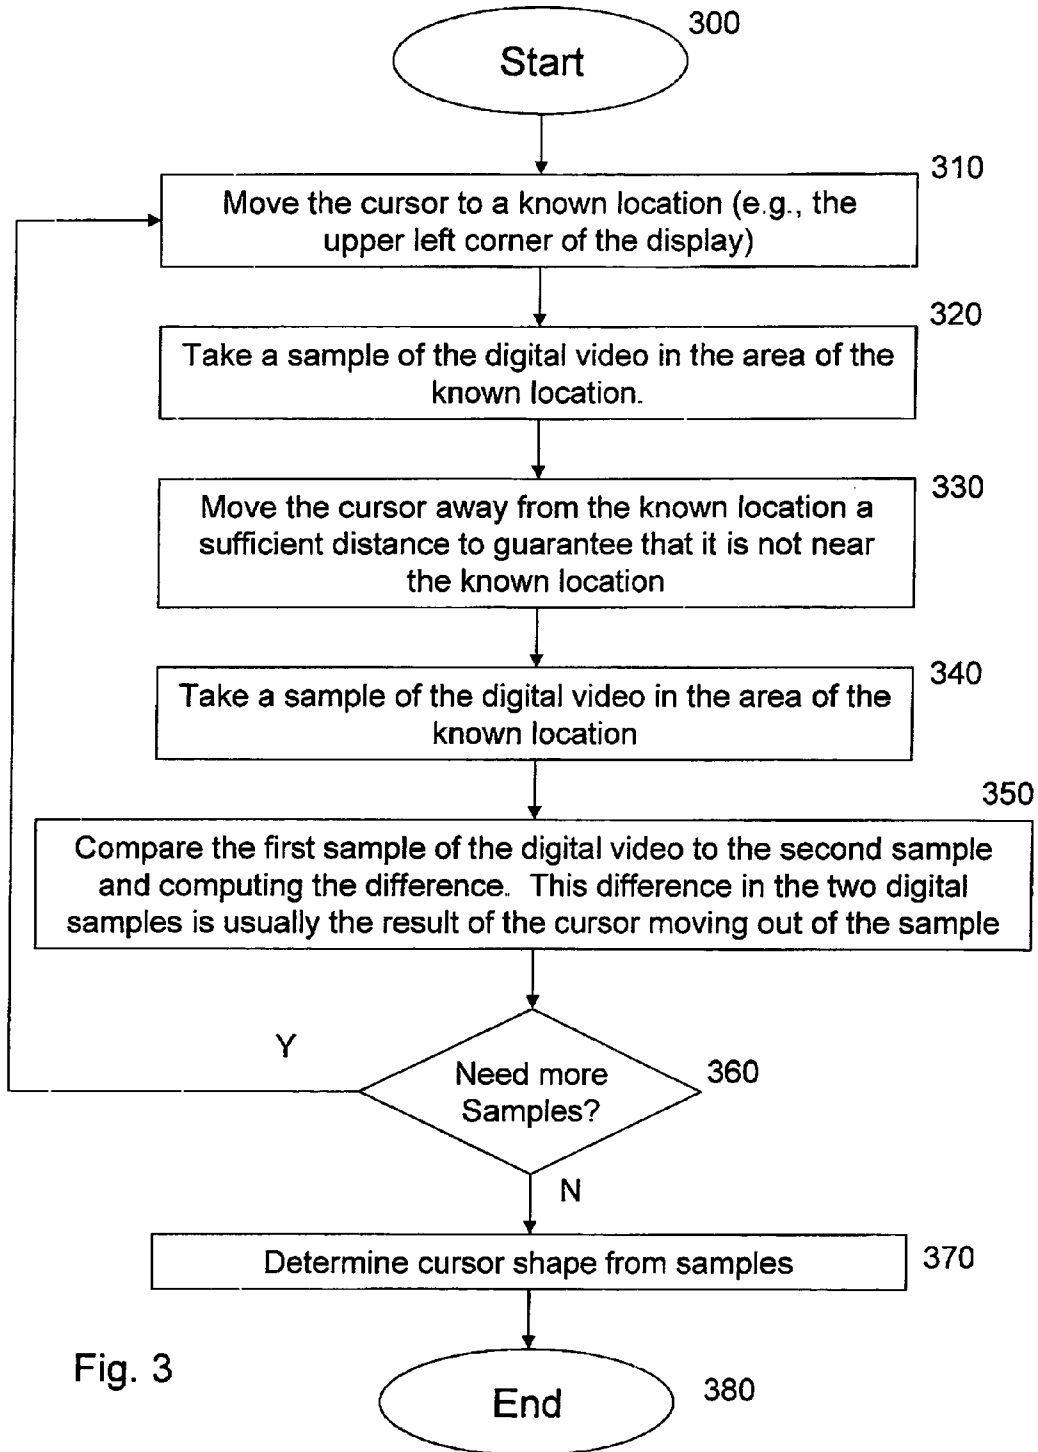 300
Start
310
Move the cursor to a known location (e.g., the
upper left corner of the display)
320
Take a sample of the digital video in the area of the
known location.
330
Move the cursor away from the known location a
sufficient distance to guarantee that it is not near
the known location
340
Take a sample of the digital video in the area of the
known location
350
Compare the first sample of the digital video to the second sample
and computing the difference. This difference in the two digital
samples is usually the result of the cursor moving out of the sample
Y
Need more
Samples?
360
N
Determine cursor shape from samples
370
Fig. 3
End
380